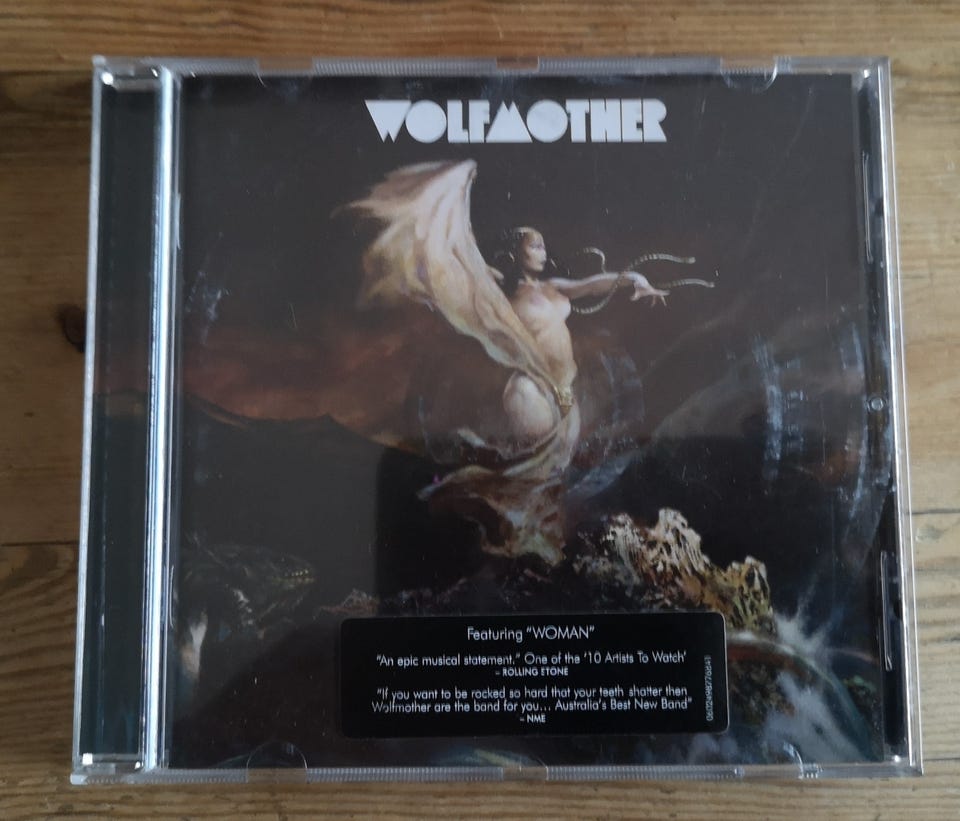 WOLFMOTHER
Featuring "WOMAN"
"An epic musical statement." One of the '10 Artists To Watch'
– ROLLING STONE
"If you want to be rocked so hard that your teeth shatter then
Wolfmother are the band for you... Australia's Best New Band"
– NME